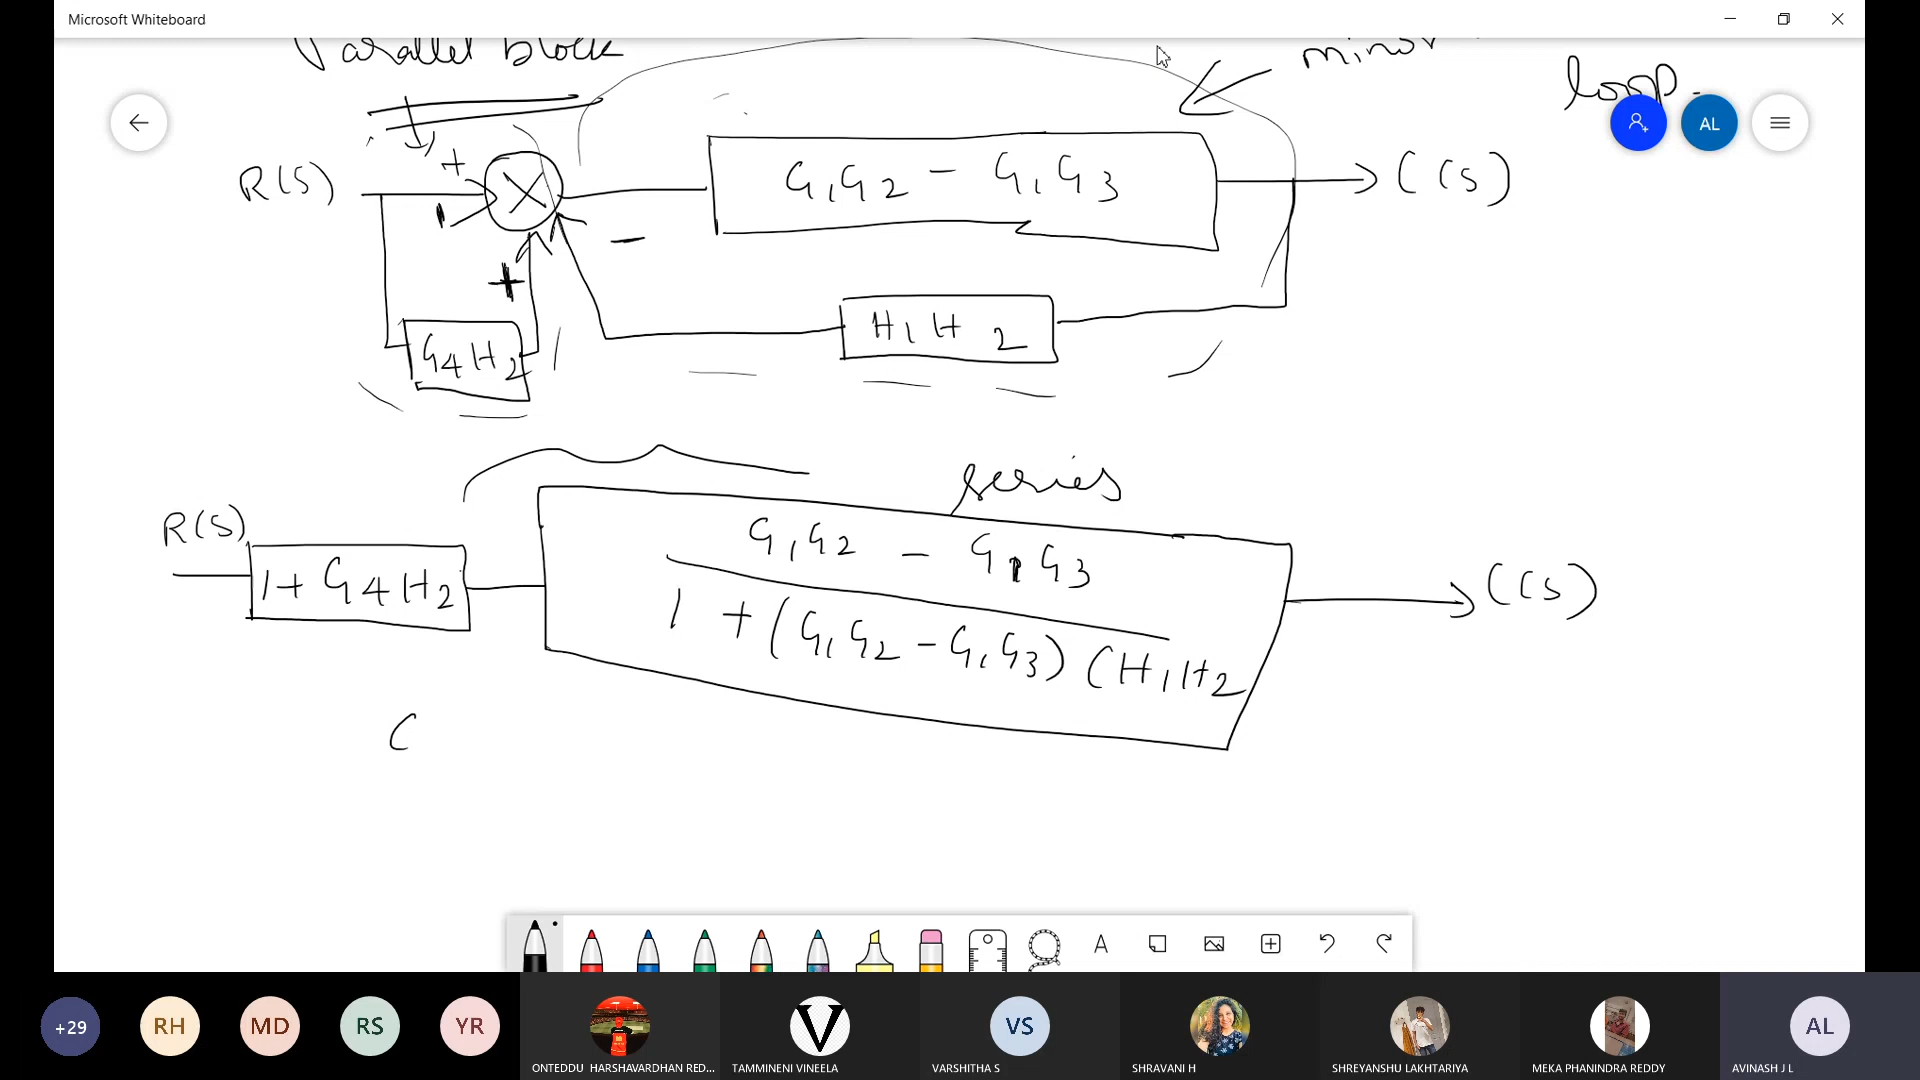 Microsoft Whiteboard
Parallel block
minor
loop.
AL
R(S)
+
G1G2 - G1G3
C(S)
-
+
G4H2
H1H2
series
R(S)
1+G4H2
G1G2 - G1G3
1 + (G1G2-G1G3) (H1H2
C(S)
C
A
+29
RH
MD
RS
YR
V
VS
AL
ONTEDDU HARSHAVARDHAN RED...
TAMMINENI VINEELA
VARSHITHA S
SHRAVANI H
SHREYANSHU LAKHTARIYA
MEKA PHANINDRA REDDY
AVINASH J L